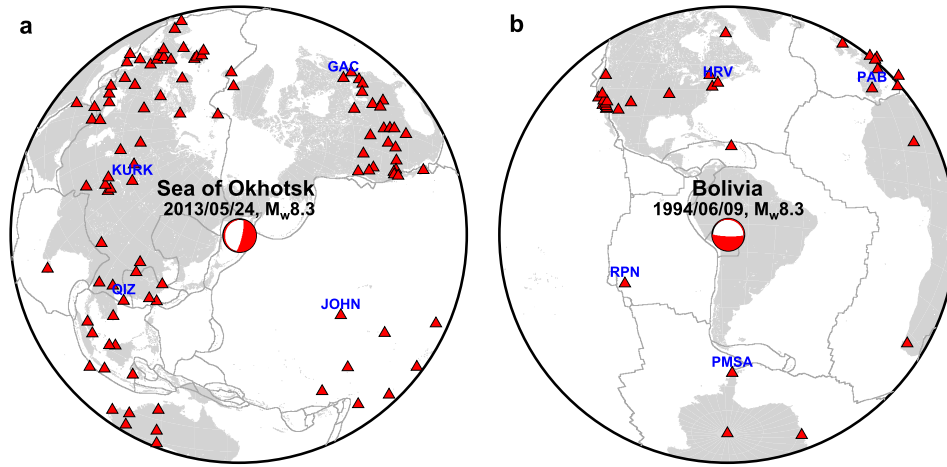 a
GAC
KURK
Sea of Okhotsk
2013/05/24, Mw8.3
QIZ
JOHN
b
HRV
PAB
Bolivia
1994/06/09, Mw8.3
RPN
PMSA